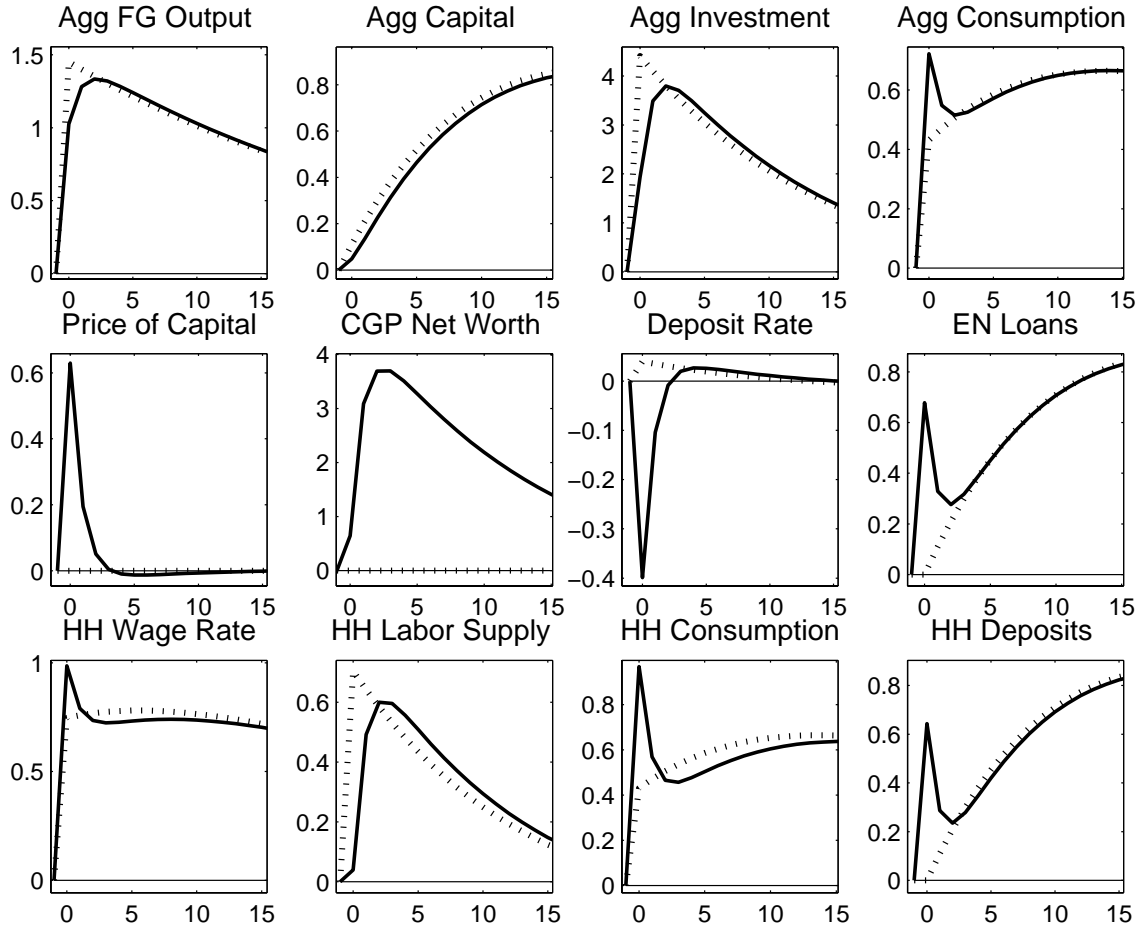 Agg FG Output
Agg Capital
Agg Investment
Agg Consumption
1.5
1
0.5
0
0 5 10 15
0.8
0.6
0.4
0.2
0
0 5 10 15
4
3
2
1
0
0 5 10 15
0.6
0.4
0.2
0
0 5 10 15
Price of Capital
CGP Net Worth
Deposit Rate
EN Loans
0.6
0.4
0.2
0
0 5 10 15
4
3
2
1
0
0 5 10 15
0
−0.1
−0.2
−0.3
−0.4
0 5 10 15
0.8
0.6
0.4
0.2
0
0 5 10 15
HH Wage Rate
HH Labor Supply
HH Consumption
HH Deposits
1
0.5
0
0 5 10 15
0.6
0.4
0.2
0
0 5 10 15
0.8
0.6
0.4
0.2
0
0 5 10 15
0.8
0.6
0.4
0.2
0
0 5 10 15